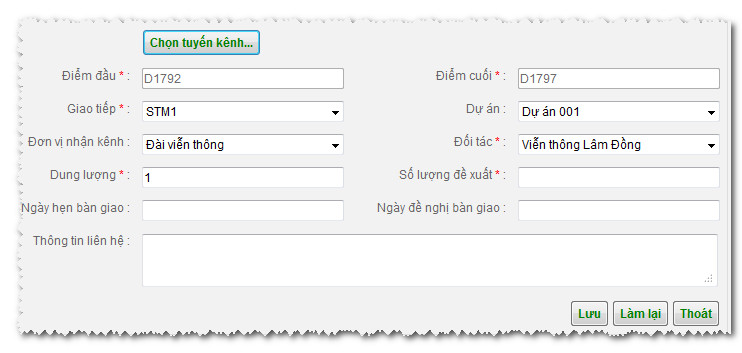 Chọn tuyến kênh...
Điểm đầu * : D1792 Điểm cuối * : D1797
Giao tiếp * : STM1 Dự án : Dự án 001
Đơn vị nhận kênh : Đài viễn thông Đối tác * : Viễn thông Lâm Đồng
Dung lượng * : 1 Số lượng đề xuất * :
Ngày hẹn bàn giao : Ngày đề nghị bàn giao :
Thông tin liên hệ :
Lưu Làm lại Thoát